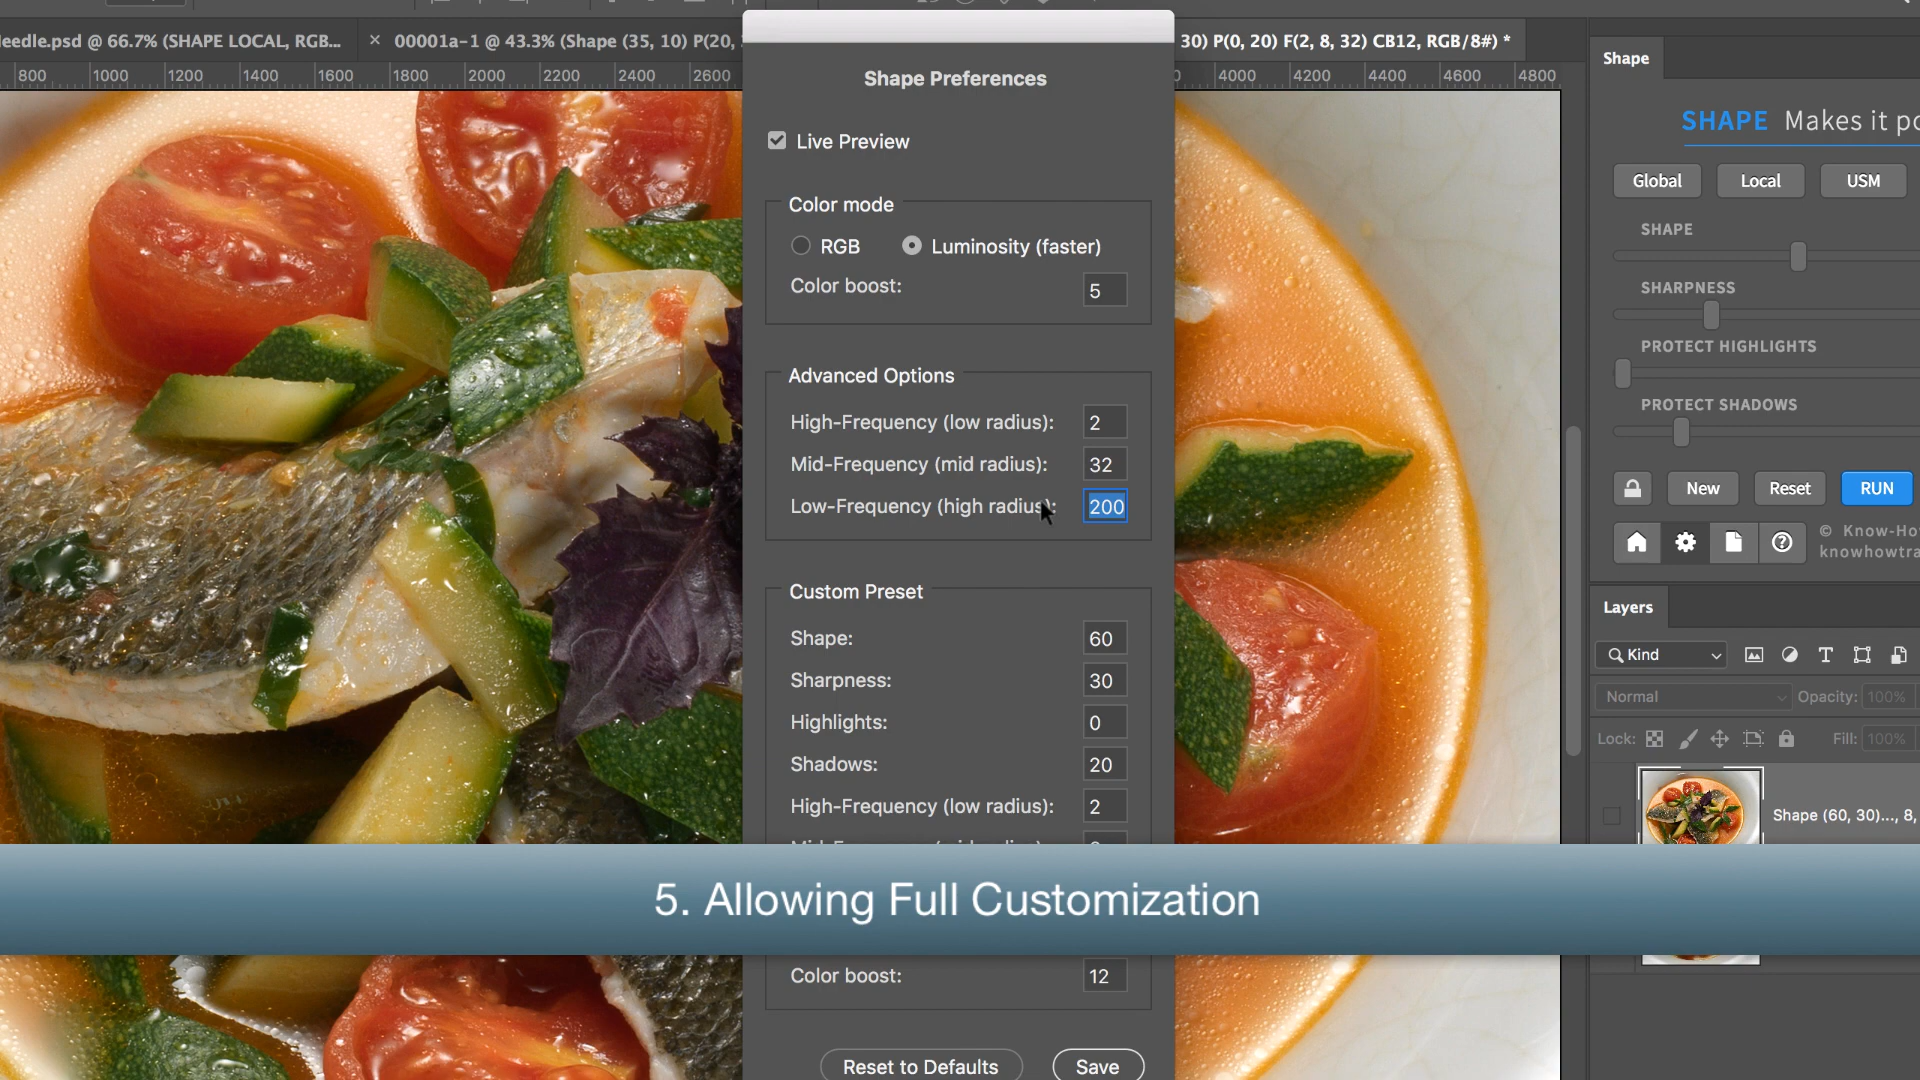 eedle.psd @ 66.7% (SHAPE LOCAL, RGB... × 00001a-1 @ 43.3% (Shape (35, 10) P(20, 30) P(0, 20) F(2, 8, 32) CB12, RGB/8#) *
800 1000 1200 1400 1600 1800 2000 2200 2400 2600 4000 4200 4400 4600 4800
Shape Preferences
Live Preview
Color mode
RGB Luminosity (faster)
Color boost: 5
Advanced Options
High-Frequency (low radius): 2
Mid-Frequency (mid radius): 32
Low-Frequency (high radius): 200
Custom Preset
Shape: 60
Sharpness: 30
Highlights: 0
Shadows: 20
High-Frequency (low radius): 2
5. Allowing Full Customization
Color boost: 12
Reset to Defaults Save
Shape
SHAPE Makes it po
Global Local USM
SHAPE
SHARPNESS
PROTECT HIGHLIGHTS
PROTECT SHADOWS
New Reset RUN
© Know-Ho
knowhowtra
Layers
Kind
Normal Opacity: 100%
Lock: Fill: 100%
Shape (60, 30)..., 8,